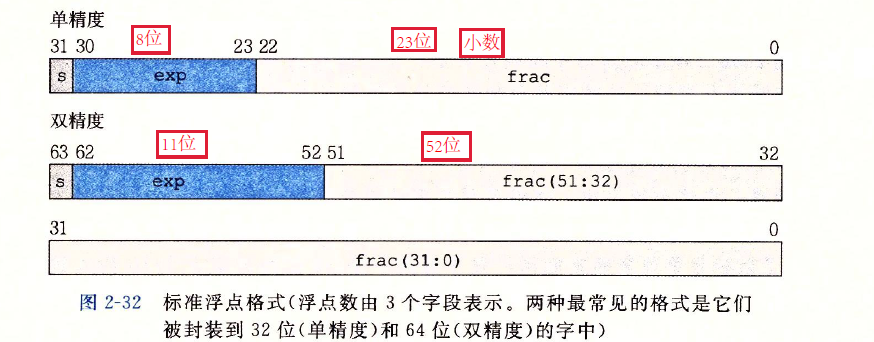 单精度
8位 23位 小数
31 30 23 22 0
s exp frac
双精度
11位 52位
63 62 52 51 32
s exp frac(51:32)
31 0
frac(31:0)
图 2-32 标准浮点格式(浮点数由 3 个字段表示。两种最常见的格式是它们
被封装到 32 位(单精度)和 64 位(双精度)的字中)